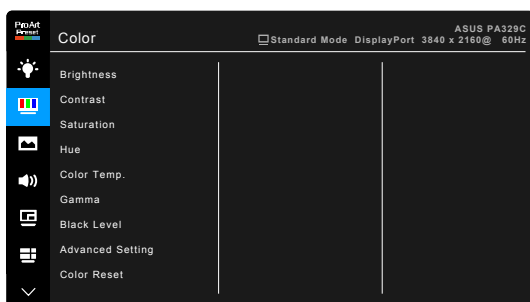 ProArt
Preset
Color
ASUS PA329C
Standard Mode DisplayPort 3840 x 2160@ 60Hz
Brightness
Contrast
Saturation
Hue
Color Temp.
Gamma
Black Level
Advanced Setting
Color Reset